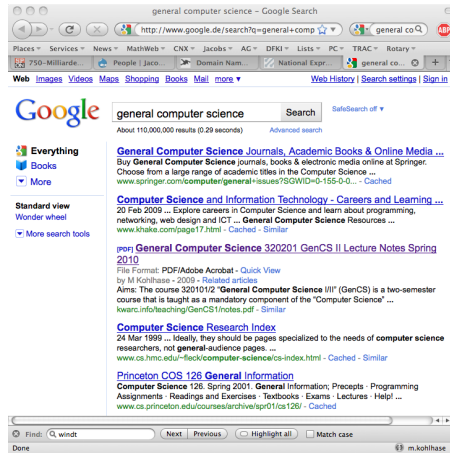 general computer science - Google Search
http://www.google.de/search?q=general+comp
general co
ABP
Places ▾ Services ▾ News ▾ MathWeb ▾ CNX ▾ Jacobs ▾ AG ▾ DFKI ▾ Lists ▾ PC ▾ TRAC ▾ Rotary ▾
750-Milliarde... People | Jaco... Domain Nam... National Expr... general co...
Web Images Videos Maps Shopping Books Mail more ▾ Web History | Search settings | Sign in
Google
general computer science Search SafeSearch off ▼
About 110,000,000 results (0.29 seconds) Advanced search
Everything
Books
More
Standard view
Wonder wheel
More search tools
General Computer Science Journals, Academic Books & Online Media ...
Buy General Computer Science journals, books & electronic media online at Springer.
Choose from a large range of academic titles in the Computer Science ...
www.springer.com/computer/general+issues?SGWID=0-155-0-0... - Cached
Computer Science and Information Technology - Careers and Learning ...
20 Feb 2009 ... Explore careers in Computer Science and learn about programming,
networking, web design and ICT ... General Computer Science Resources ...
www.khake.com/page17.html - Cached - Similar
[PDF] General Computer Science 320201 GenCS II Lecture Notes Spring
2010
File Format: PDF/Adobe Acrobat - Quick View
by M Kohlhase - 2009 - Related articles
Aims: The course 320101/2 "General Computer Science I/II" (GenCS) is a two-semester
course that is taught as a mandatory component of the "Computer Science" ...
kwarc.info/teaching/GenCS1/notes.pdf - Similar
Computer Science Research Index
24 Mar 1999 ... Ideally, they should be pages specialized to the needs of computer science
researchers, not general-audience pages. ...
www.cs.hmc.edu/~fleck/computer-science/cs-index.html - Cached - Similar
Princeton COS 126 General Information
Computer Science 126. Spring 2001. General Information; Precepts · Programming
Assignments · Readings and Exercises · Textbooks · Exams · Lectures · Help! ...
www.cs.princeton.edu/courses/archive/spr01/cs126/ - Cached
Find: windt Next Previous Highlight all Match case
Done m.kohlhase